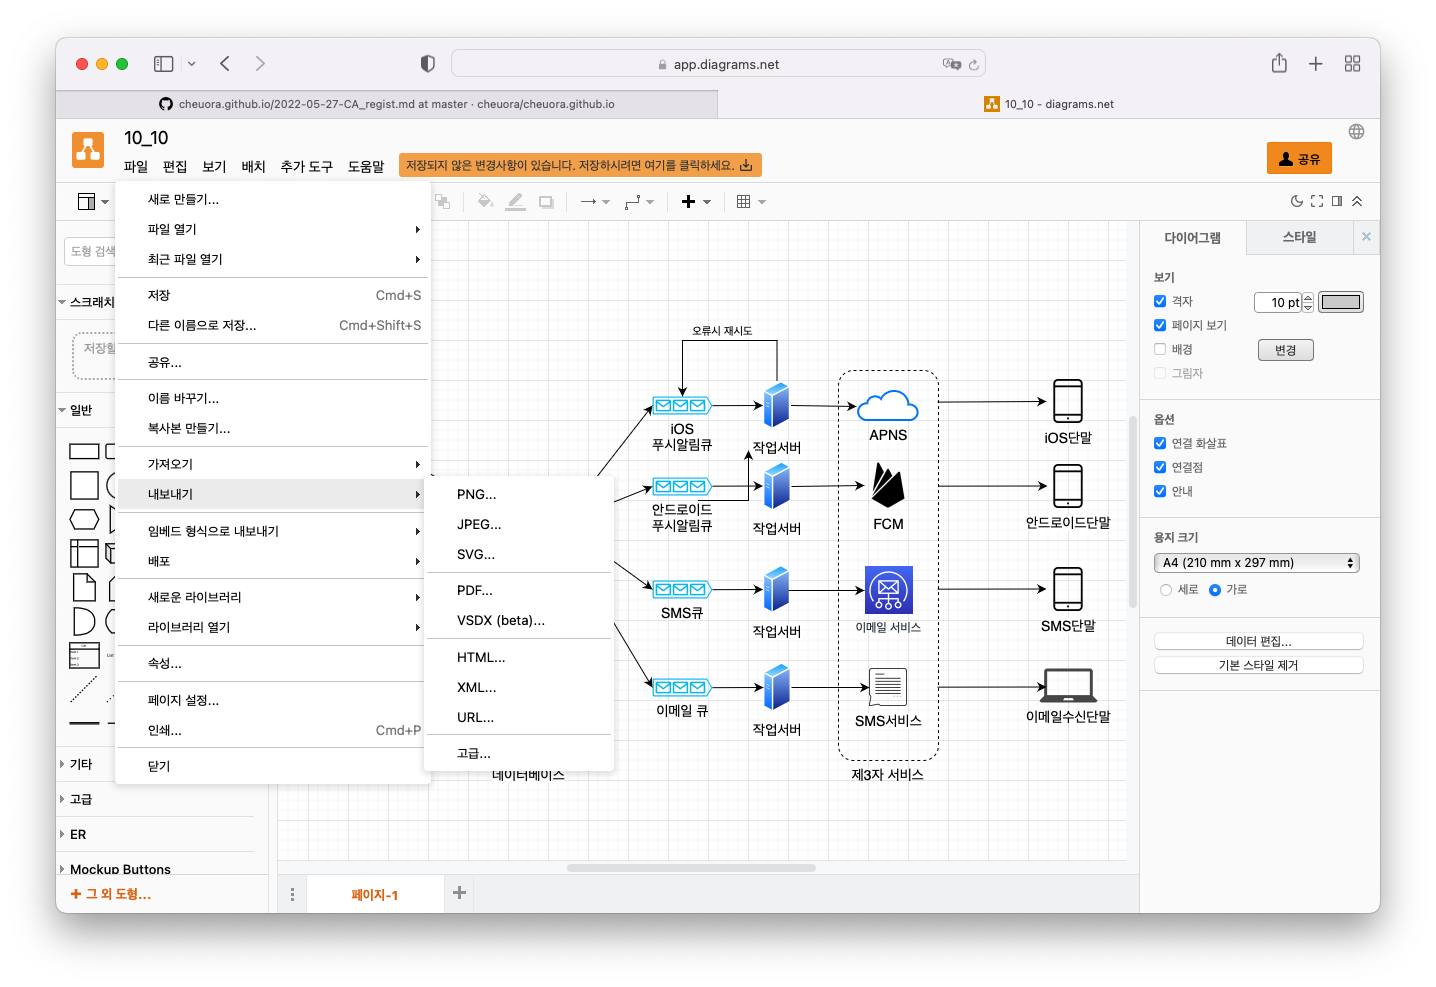 app.diagrams.net
cheuora.github.io/2022-05-27-CA_regist.md at master · cheuora/cheuora.github.io
10_10 - diagrams.net
10_10
파일 편집 보기 배치 추가 도구 도움말
저장되지 않은 변경사항이 있습니다. 저장하시려면 여기를 클릭하세요.
공유
도형 검색
스크래치
저장할
일반
기타
고급
ER
Mockup Buttons
+ 그 외 도형...
새로 만들기...
파일 열기
최근 파일 열기
저장 Cmd+S
다른 이름으로 저장... Cmd+Shift+S
공유...
이름 바꾸기...
복사본 만들기...
가져오기
내보내기
임베드 형식으로 내보내기
배포
새로운 라이브러리
라이브러리 열기
속성...
페이지 설정...
인쇄... Cmd+P
닫기
PNG...
JPEG...
SVG...
PDF...
VSDX (beta)...
HTML...
XML...
URL...
고급...
오류시 재시도
iOS
푸시알림큐
작업서버
APNS
iOS단말
안드로이드
푸시알림큐
작업서버
FCM
안드로이드단말
SMS큐
작업서버
이메일 서비스
SMS단말
이메일 큐
작업서버
SMS서비스
이메일수신단말
데이터베이스
제3자 서비스
페이지-1
다이어그램
스타일
보기
격자 10 pt
페이지 보기
배경 변경
그림자
옵션
연결 화살표
연결점
안내
용지 크기
A4 (210 mm x 297 mm)
세로 가로
데이터 편집...
기본 스타일 제거